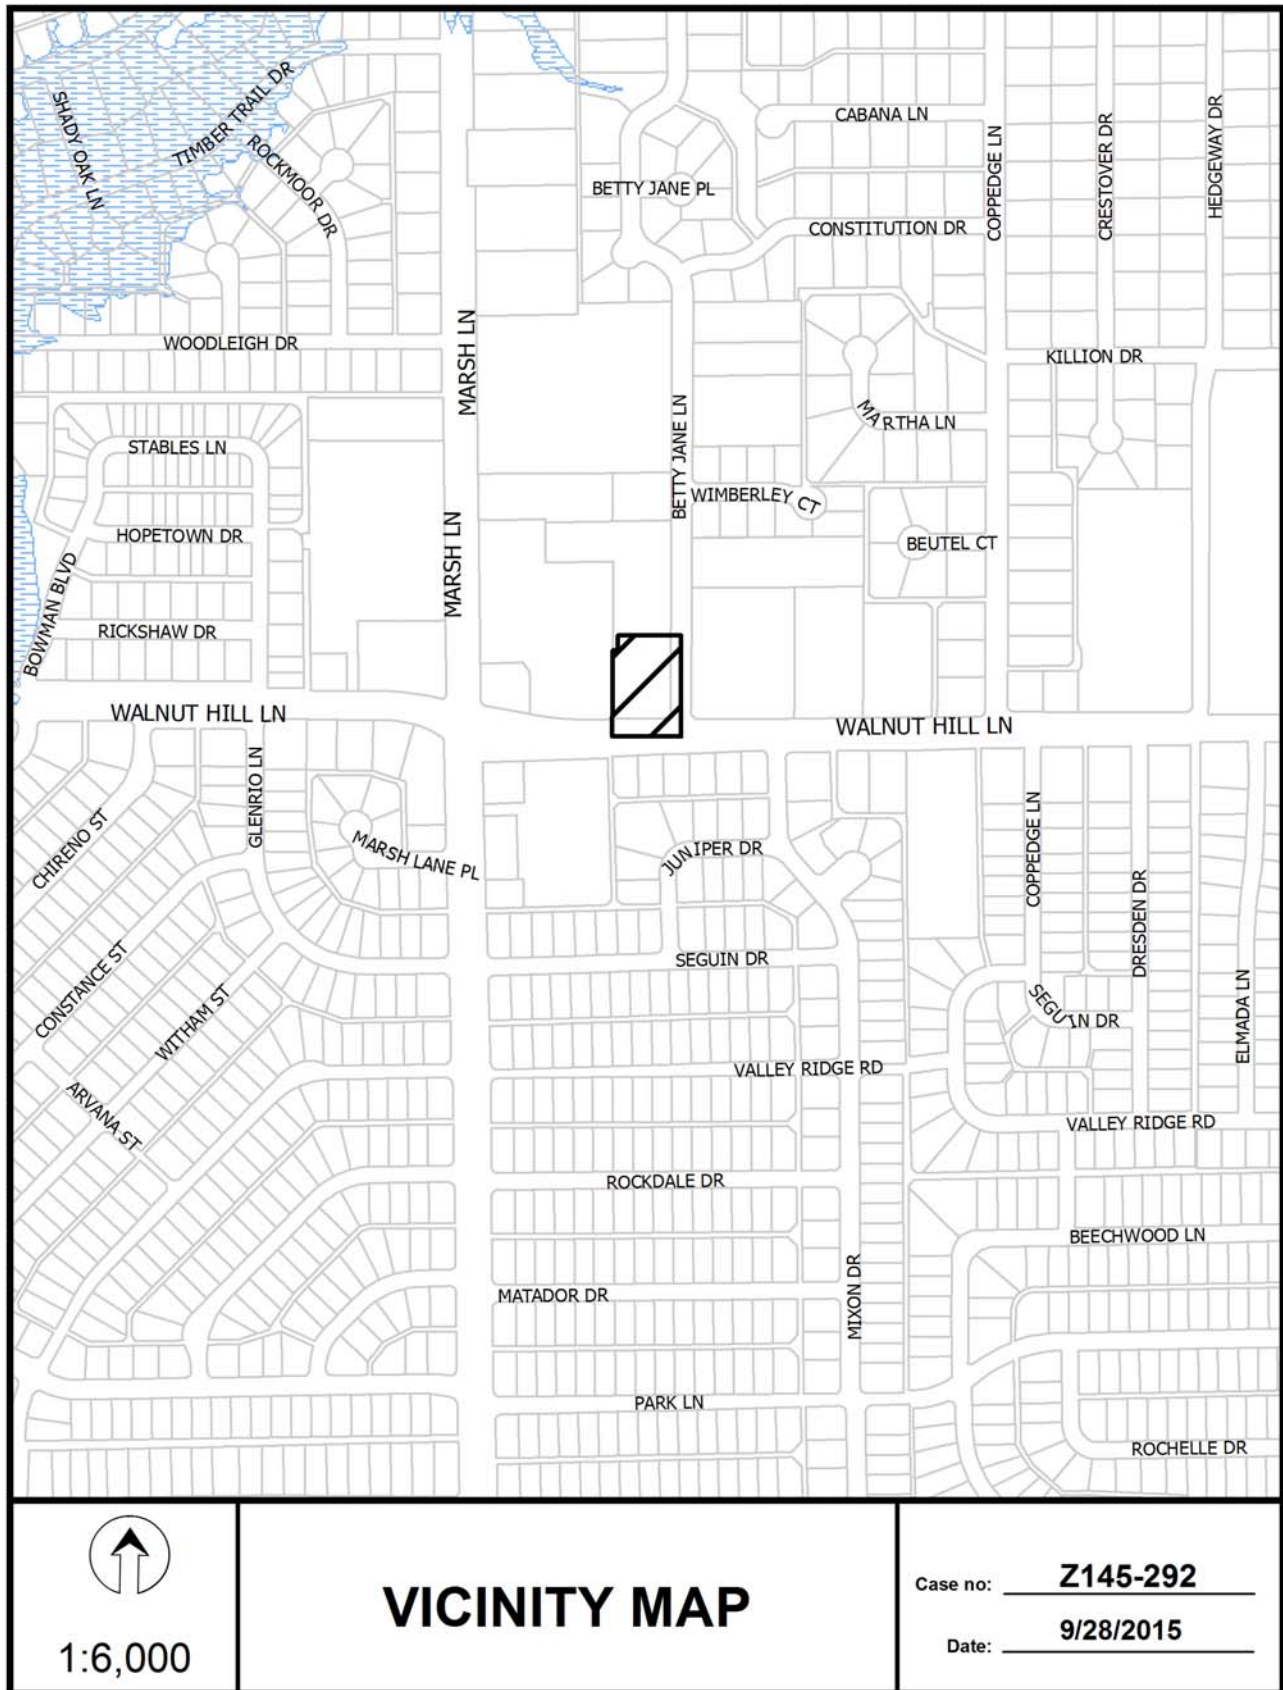 SHADY OAK LN
TIMBER TRAIL DR
ROCKMOOR DR
CABANA LN
BETTY JANE PL
COPPEDGE LN
CRESTOVER DR
HEDGEWAY DR
CONSTITUTION DR
WOODLEIGH DR
MARSH LN
KILLION DR
BETTY JANE LN
MARTHA LN
STABLES LN
WIMBERLEY CT
MARSH LN
HOPETOWN DR
BEUTEL CT
BOWMAN BLVD
RICKSHAW DR
WALNUT HILL LN
WALNUT HILL LN
GLENRIO LN
CHIRENO ST
MARSH LANE PL
JUNIPER DR
COPPEDGE LN
DRESDEN DR
CONSTANCE ST
SEGUIN DR
WITHAM ST
SEGUIN DR
ELMADA LN
VALLEY RIDGE RD
ARVANA ST
VALLEY RIDGE RD
ROCKDALE DR
BEECHWOOD LN
MATADOR DR
MIXON DR
PARK LN
ROCHELLE DR
1:6,000
VICINITY MAP
Case no: Z145-292
Date: 9/28/2015